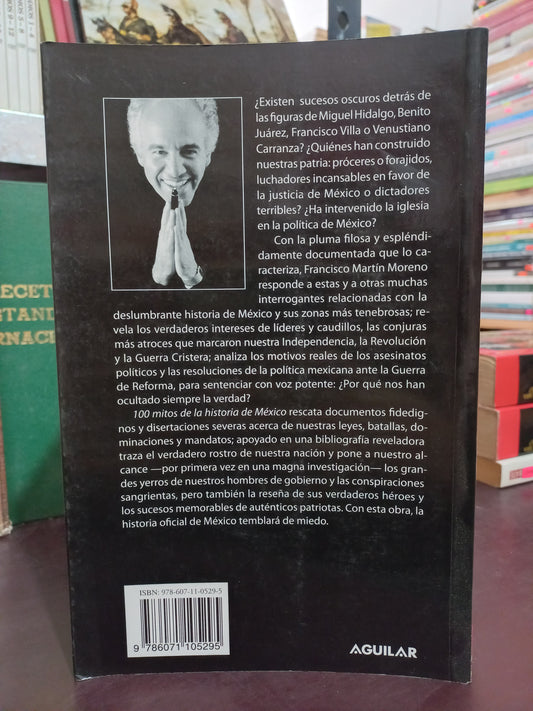 ¿Existen sucesos oscuros detrás de
las figuras de Miguel Hidalgo, Benito
Juárez, Francisco Villa o Venustiano
Carranza? ¿Quiénes han construido
nuestras patria: próceres o forajidos,
luchadores incansables en favor de
la justicia de México o dictadores
terribles? ¿Ha intervenido la iglesia
en la política de México?
Con la pluma filosa y espléndi-
damente documentada que lo ca-
racteriza, Francisco Martín Moreno
responde a estas y a otras muchas
interrogantes relacionadas con la
deslumbrante historia de México y sus zonas más tenebrosas; re-
vela los verdaderos intereses de líderes y caudillos, las conjuras
más atroces que marcaron nuestra Independencia, la Revolución
y la Guerra Cristera; analiza los motivos reales de los asesinatos
políticos y las resoluciones de la política mexicana ante la Guerra
de Reforma, para sentenciar con voz potente: ¿Por qué nos han
ocultado siempre la verdad?
100 mitos de la historia de México rescata documentos fidedig-
nos y disertaciones severas acerca de nuestras leyes, batallas, do-
minaciones y mandatos; apoyado en una bibliografía reveladora
traza el verdadero rostro de nuestra nación y pone a nuestro al-
cance —por primera vez en una magna investigación— los gran-
des yerros de nuestros hombres de gobierno y las conspiraciones
sangrientas, pero también la reseña de sus verdaderos héroes y
los sucesos memorables de auténticos patriotas. Con esta obra, la
historia oficial de México temblará de miedo.
ISBN: 978-607-11-0529-5
9 786071 105295
AGUILAR
RECET
STAND
RNAC